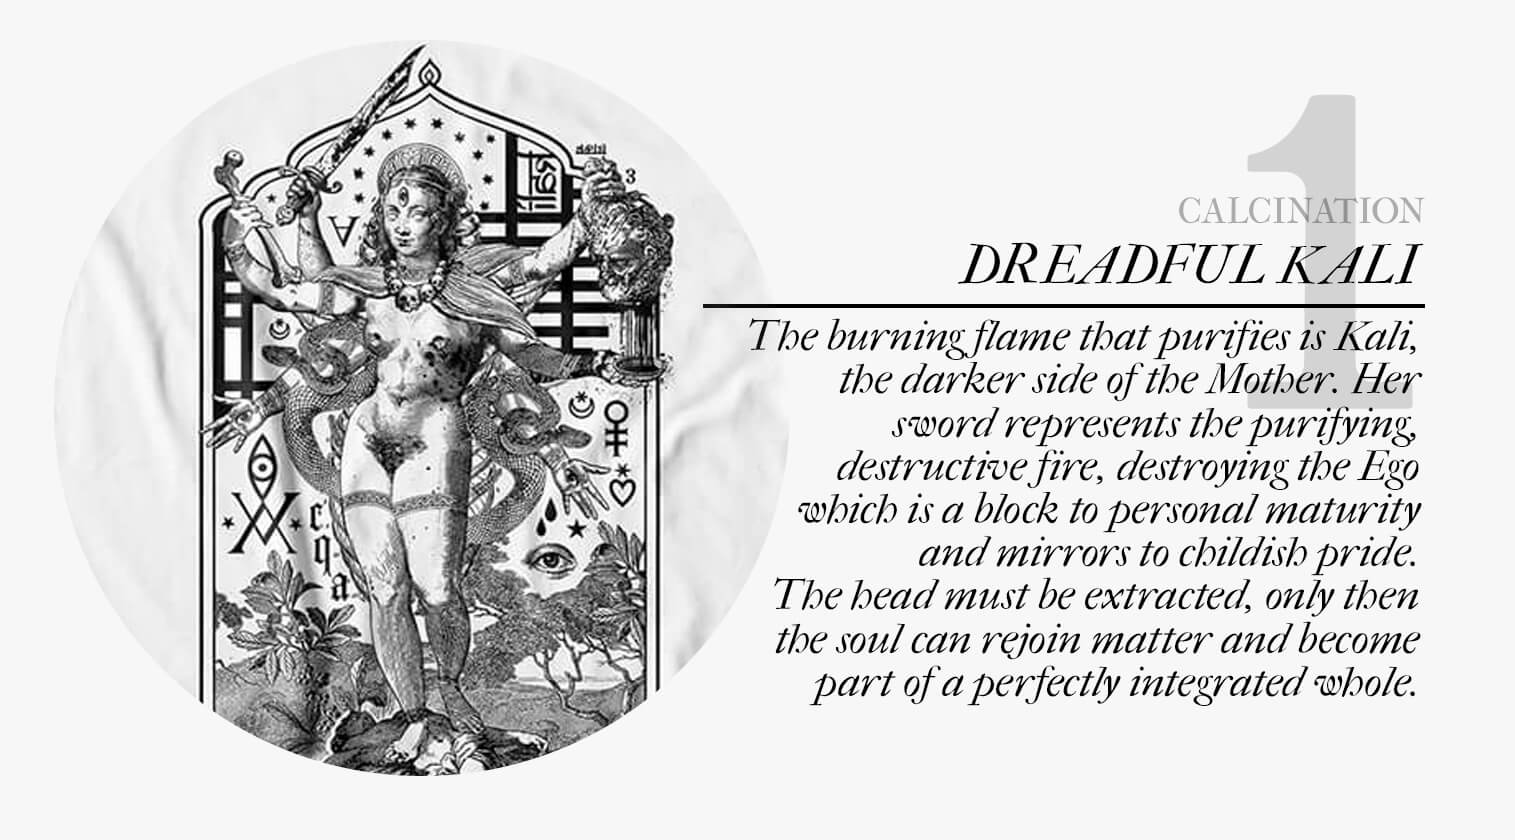 1
CALCINATION
DREADFUL KALI
The burning flame that purifies is Kali,
the darker side of the Mother. Her
sword represents the purifying,
destructive fire, destroying the Ego
which is a block to personal maturity
and mirrors to childish pride.
The head must be extracted, only then
the soul can rejoin matter and become
part of a perfectly integrated whole.
3
A
c.
q.
a.